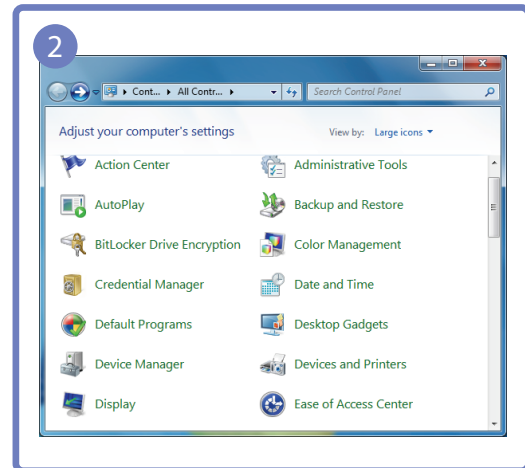 2
Cont... All Contr...
Search Control Panel
Adjust your computer's settings
View by: Large icons
Action Center
Administrative Tools
AutoPlay
Backup and Restore
BitLocker Drive Encryption
Color Management
Credential Manager
Date and Time
Default Programs
Desktop Gadgets
Device Manager
Devices and Printers
Display
Ease of Access Center